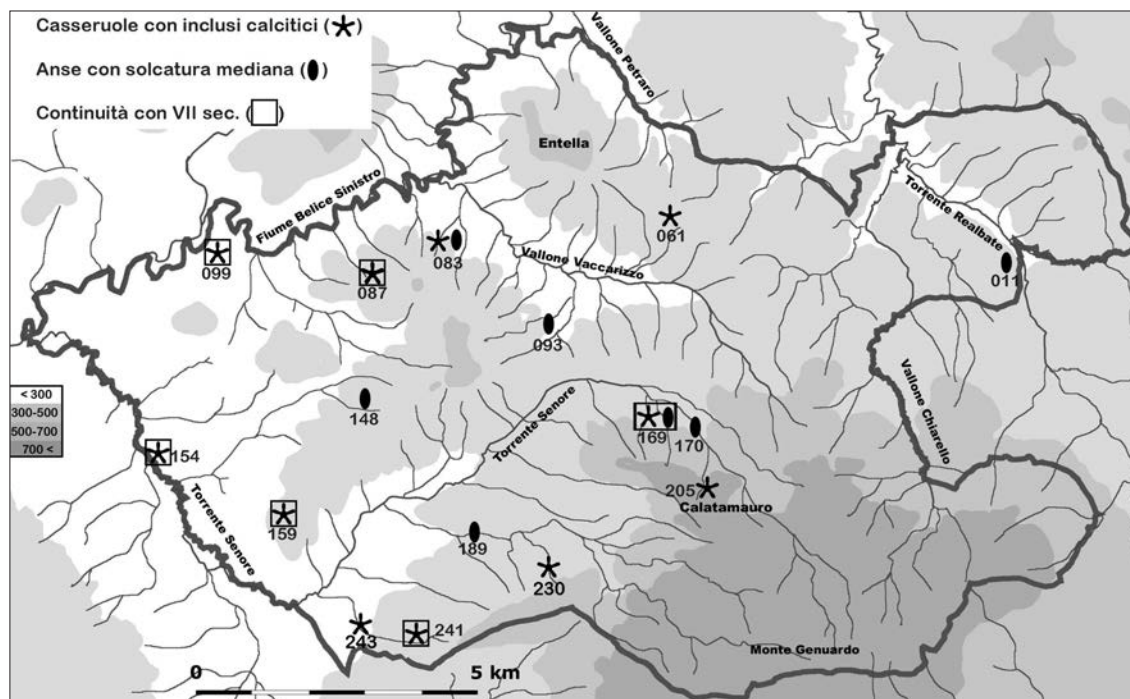 Casseruole con inclusi calcitici (★)
Anse con solcatura mediana (⬮)
Continuità con VII sec. (□)
Vallone Petraro
Entella
Fiume Belice Sinistro
Tortente Realbate
061
099
083
Vallone Vaccarizzo
011
087
093
Vallone Chiarello
< 300
300-500
500-700
700 <
148
Torrente Senore
169
170
154
205
Calatamauro
Torrente Senore
159
189
230
243
241
Monte Genuardo
0
5 km